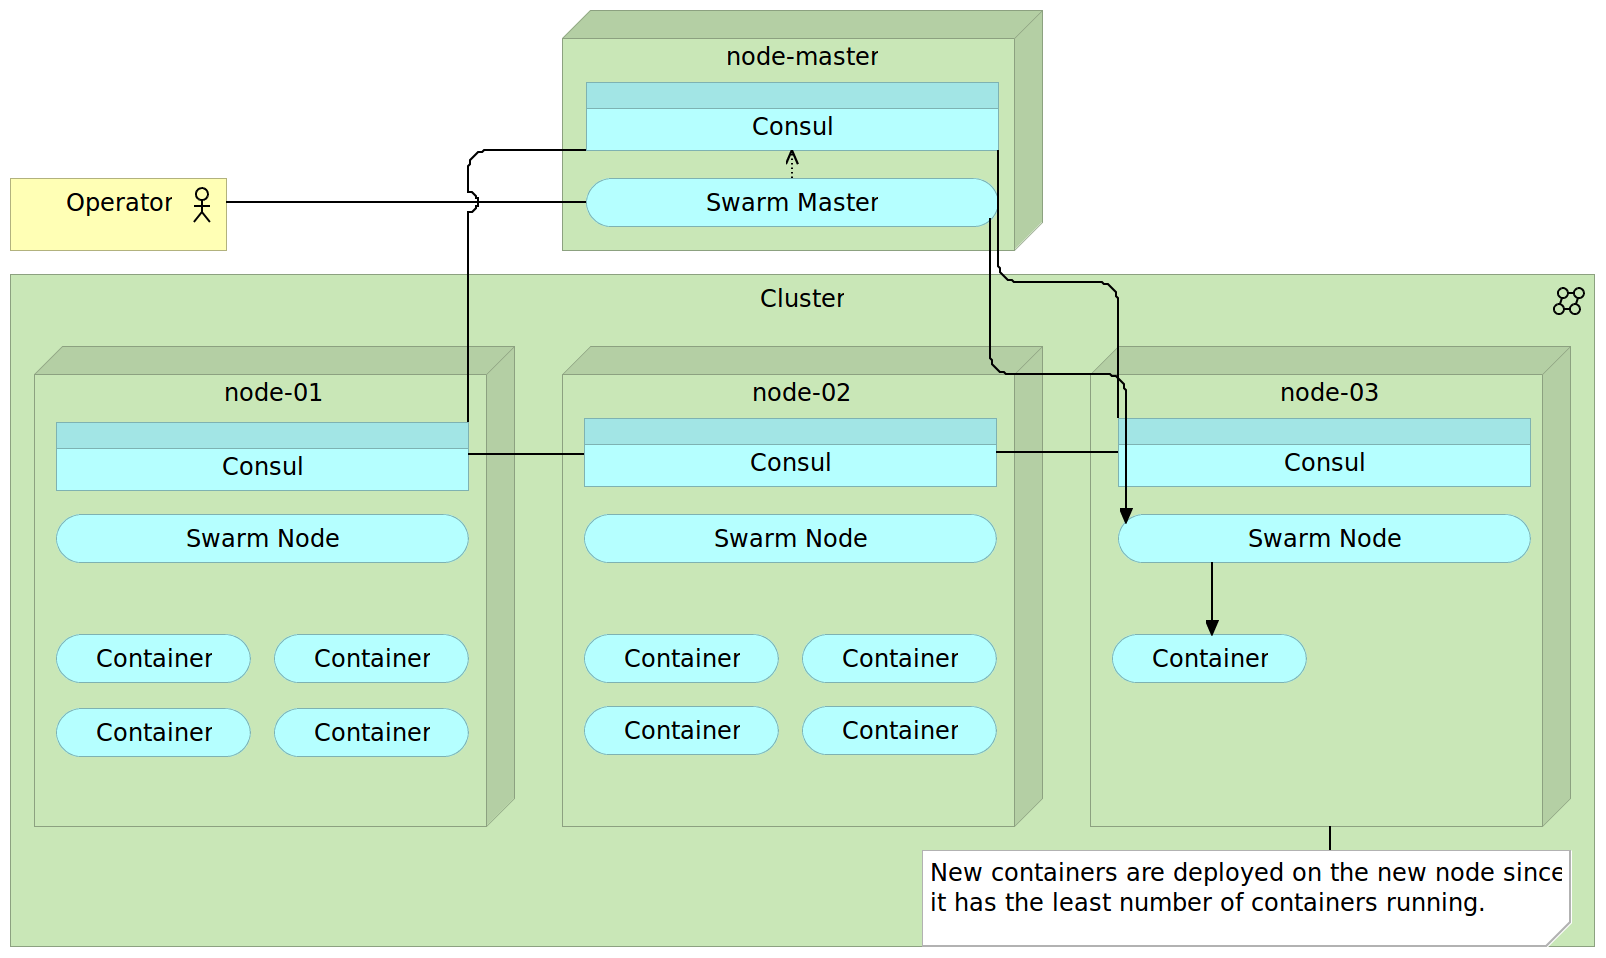 node-master
Consul
Swarm Master
Operator
Cluster
node-01
node-02
node-03
Consul
Consul
Consul
Swarm Node
Swarm Node
Swarm Node
Container
Container
Container
Container
Container
Container
Container
Container
Container
New containers are deployed on the new node since
it has the least number of containers running.